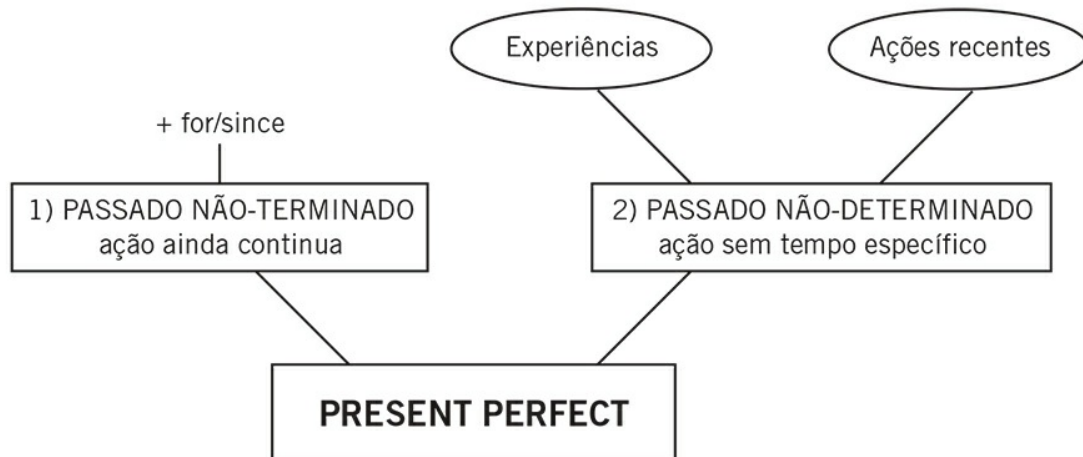 Experiências
Ações recentes
+ for/since
1) PASSADO NÃO-TERMINADO
ação ainda continua
2) PASSADO NÃO-DETERMINADO
ação sem tempo específico
PRESENT PERFECT